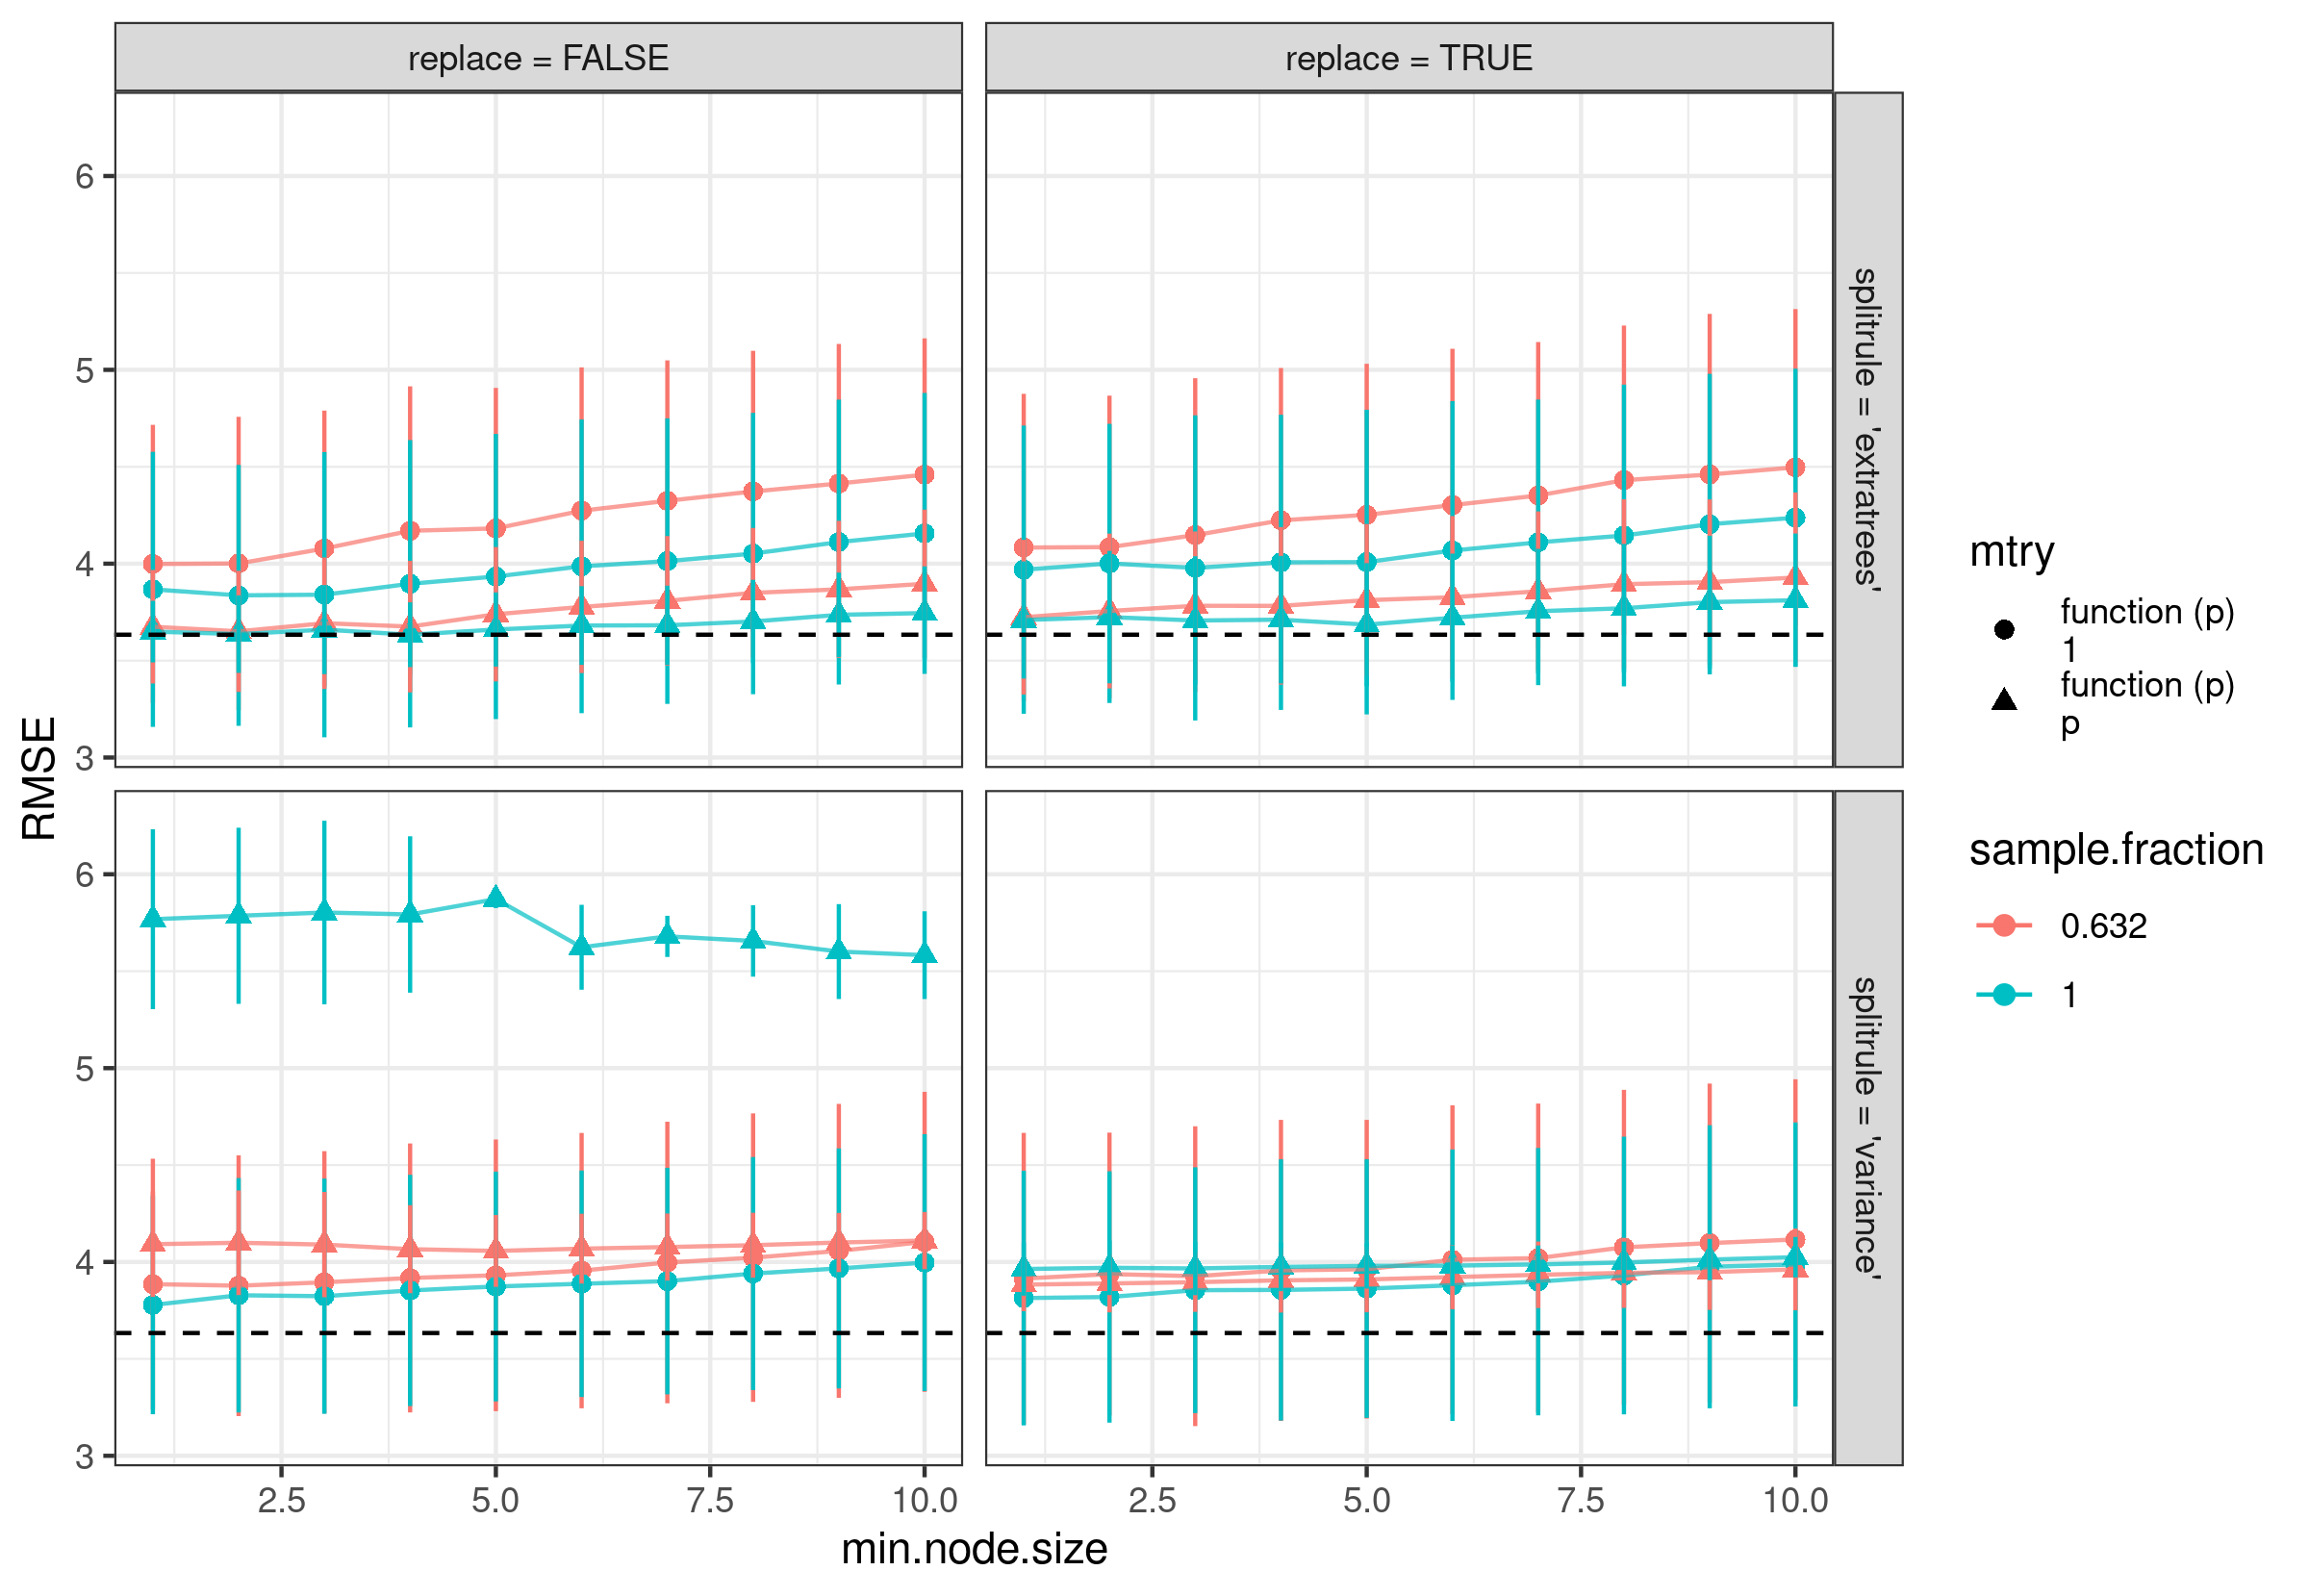 replace = FALSE
replace = TRUE
6
5
4
3
splitrule = 'extratrees'
RMSE
6
5
4
3
splitrule = 'variance'
2.5
5.0
7.5
10.0
2.5
5.0
7.5
10.0
min.node.size
mtry
function (p)
1
function (p)
p
sample.fraction
0.632
1